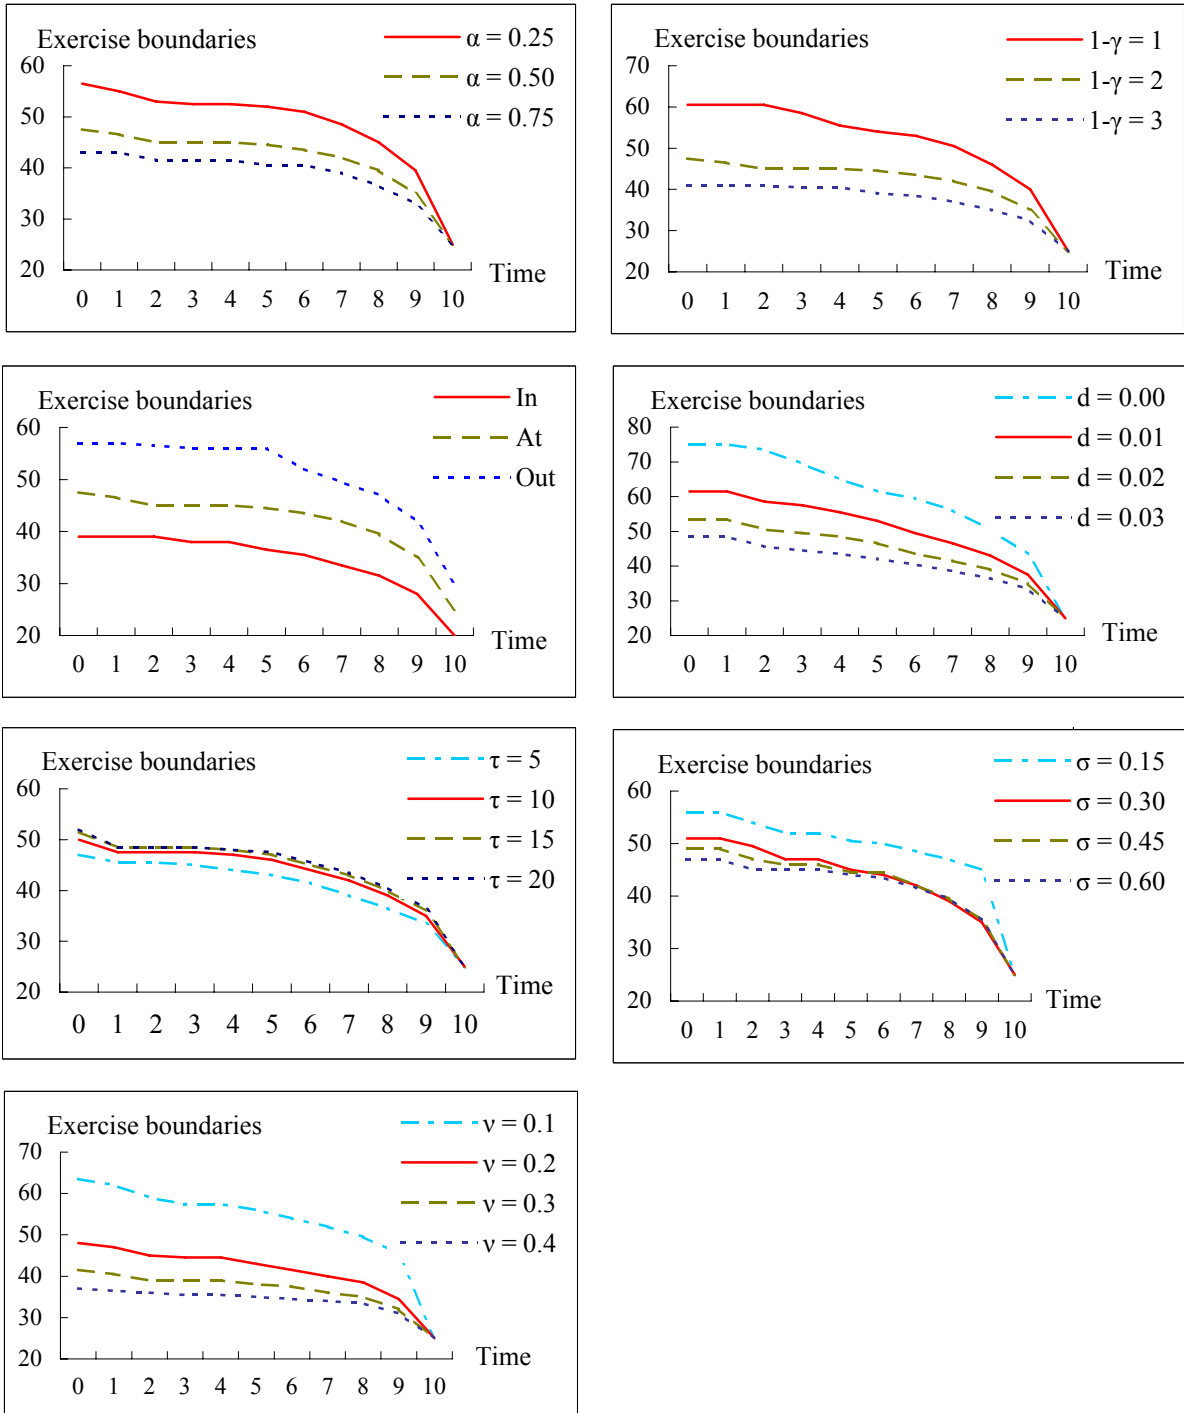 Exercise boundaries
α = 0.25
60
α = 0.50
50
α = 0.75
40
30
20
Time
0 1 2 3 4 5 6 7 8 9 10
Exercise boundaries
1-γ = 1
70
1-γ = 2
60
1-γ = 3
50
40
30
20
Time
0 1 2 3 4 5 6 7 8 9 10
Exercise boundaries
In
60
At
50
Out
40
30
20
Time
0 1 2 3 4 5 6 7 8 9 10
Exercise boundaries
d = 0.00
80
d = 0.01
70
d = 0.02
60
d = 0.03
50
40
30
20
Time
0 1 2 3 4 5 6 7 8 9 10
Exercise boundaries
τ = 5
60
τ = 10
50
τ = 15
τ = 20
40
30
20
Time
0 1 2 3 4 5 6 7 8 9 10
Exercise boundaries
σ = 0.15
60
σ = 0.30
50
σ = 0.45
σ = 0.60
40
30
20
Time
0 1 2 3 4 5 6 7 8 9 10
Exercise boundaries
ν = 0.1
70
ν = 0.2
60
ν = 0.3
50
ν = 0.4
40
30
20
Time
0 1 2 3 4 5 6 7 8 9 10